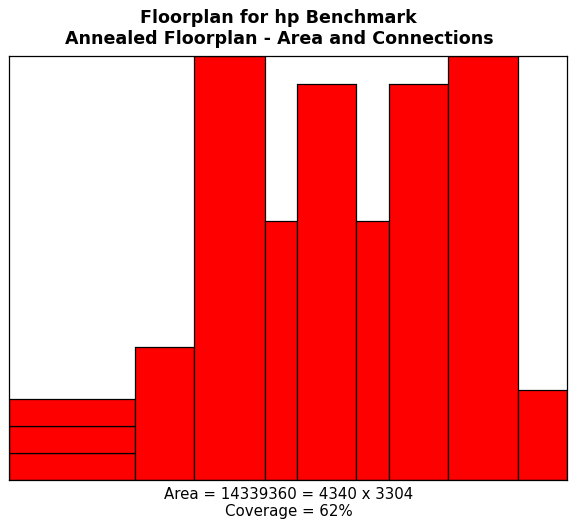 Floorplan for hp Benchmark
Annealed Floorplan - Area and Connections
Area = 14339360 = 4340 x 3304
Coverage = 62%